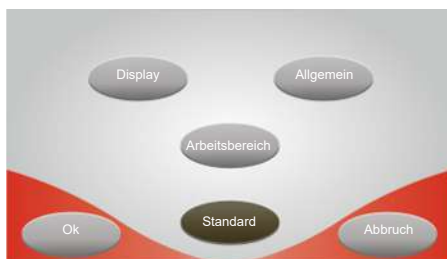 Display
Allgemein
Arbeitsbereich
Standard
Ok
Abbruch